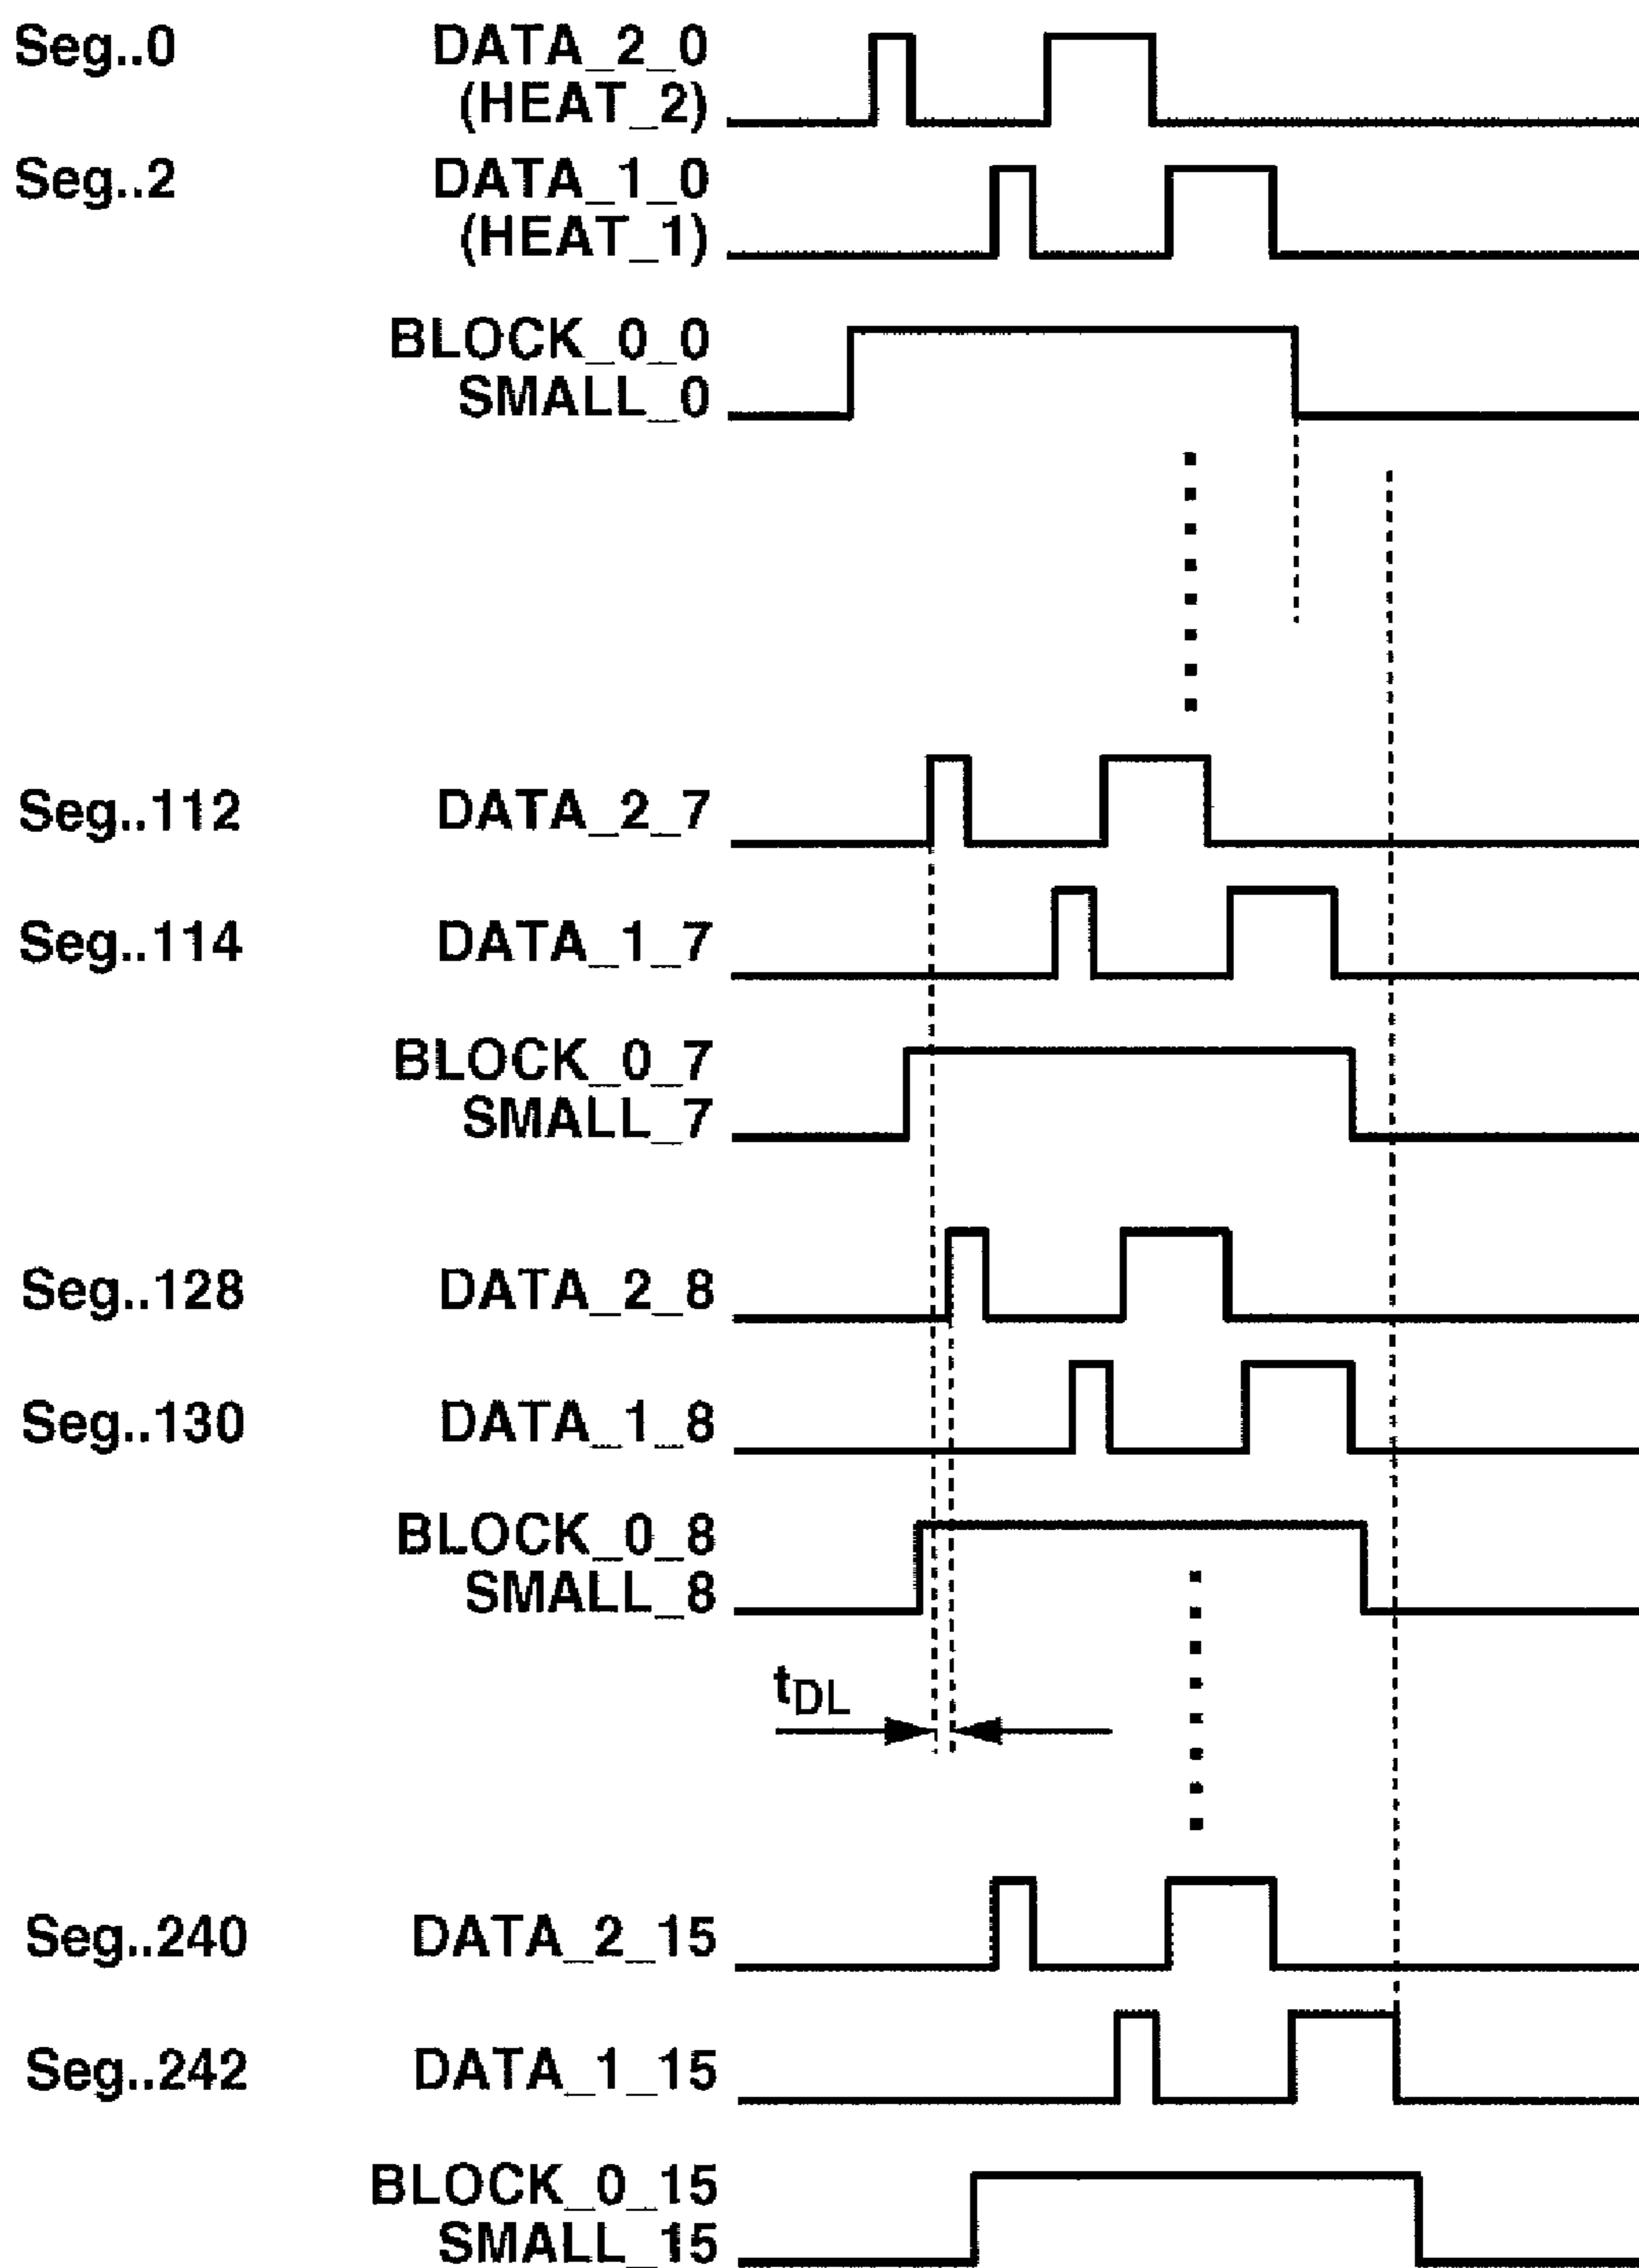 Seg..0 DATA_2_0
(HEAT_2)
Seg..2 DATA_1_0
(HEAT_1)
BLOCK_0_0
SMALL_0
Seg..112 DATA_2_7
Seg..114 DATA_1_7
BLOCK_0_7
SMALL_7
Seg..128 DATA_2_8
Seg..130 DATA_1_8
BLOCK_0_8
SMALL_8
tDL
Seg..240 DATA_2_15
Seg..242 DATA_1_15
BLOCK_0_15
SMALL_15